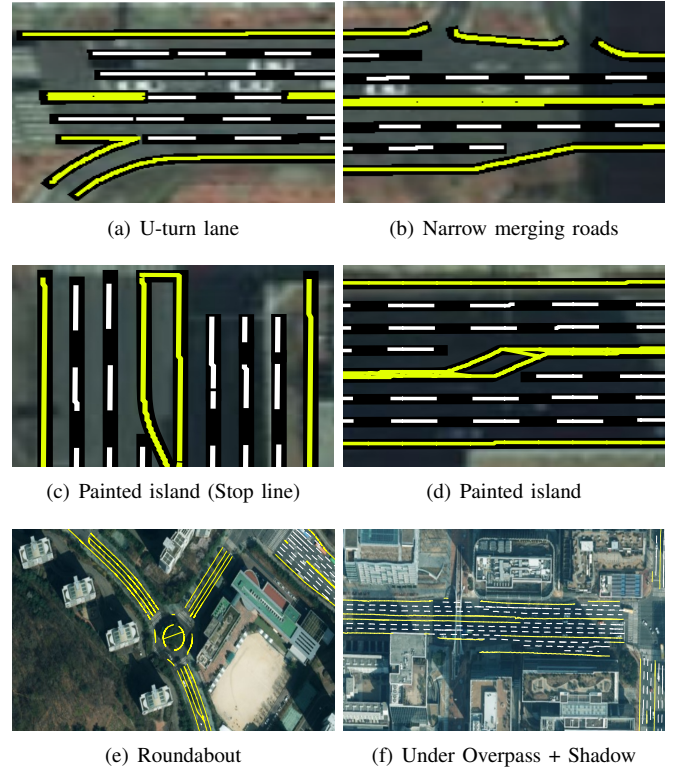 (a) U-turn lane
(b) Narrow merging roads
(c) Painted island (Stop line)
(d) Painted island
(e) Roundabout
(f) Under Overpass + Shadow